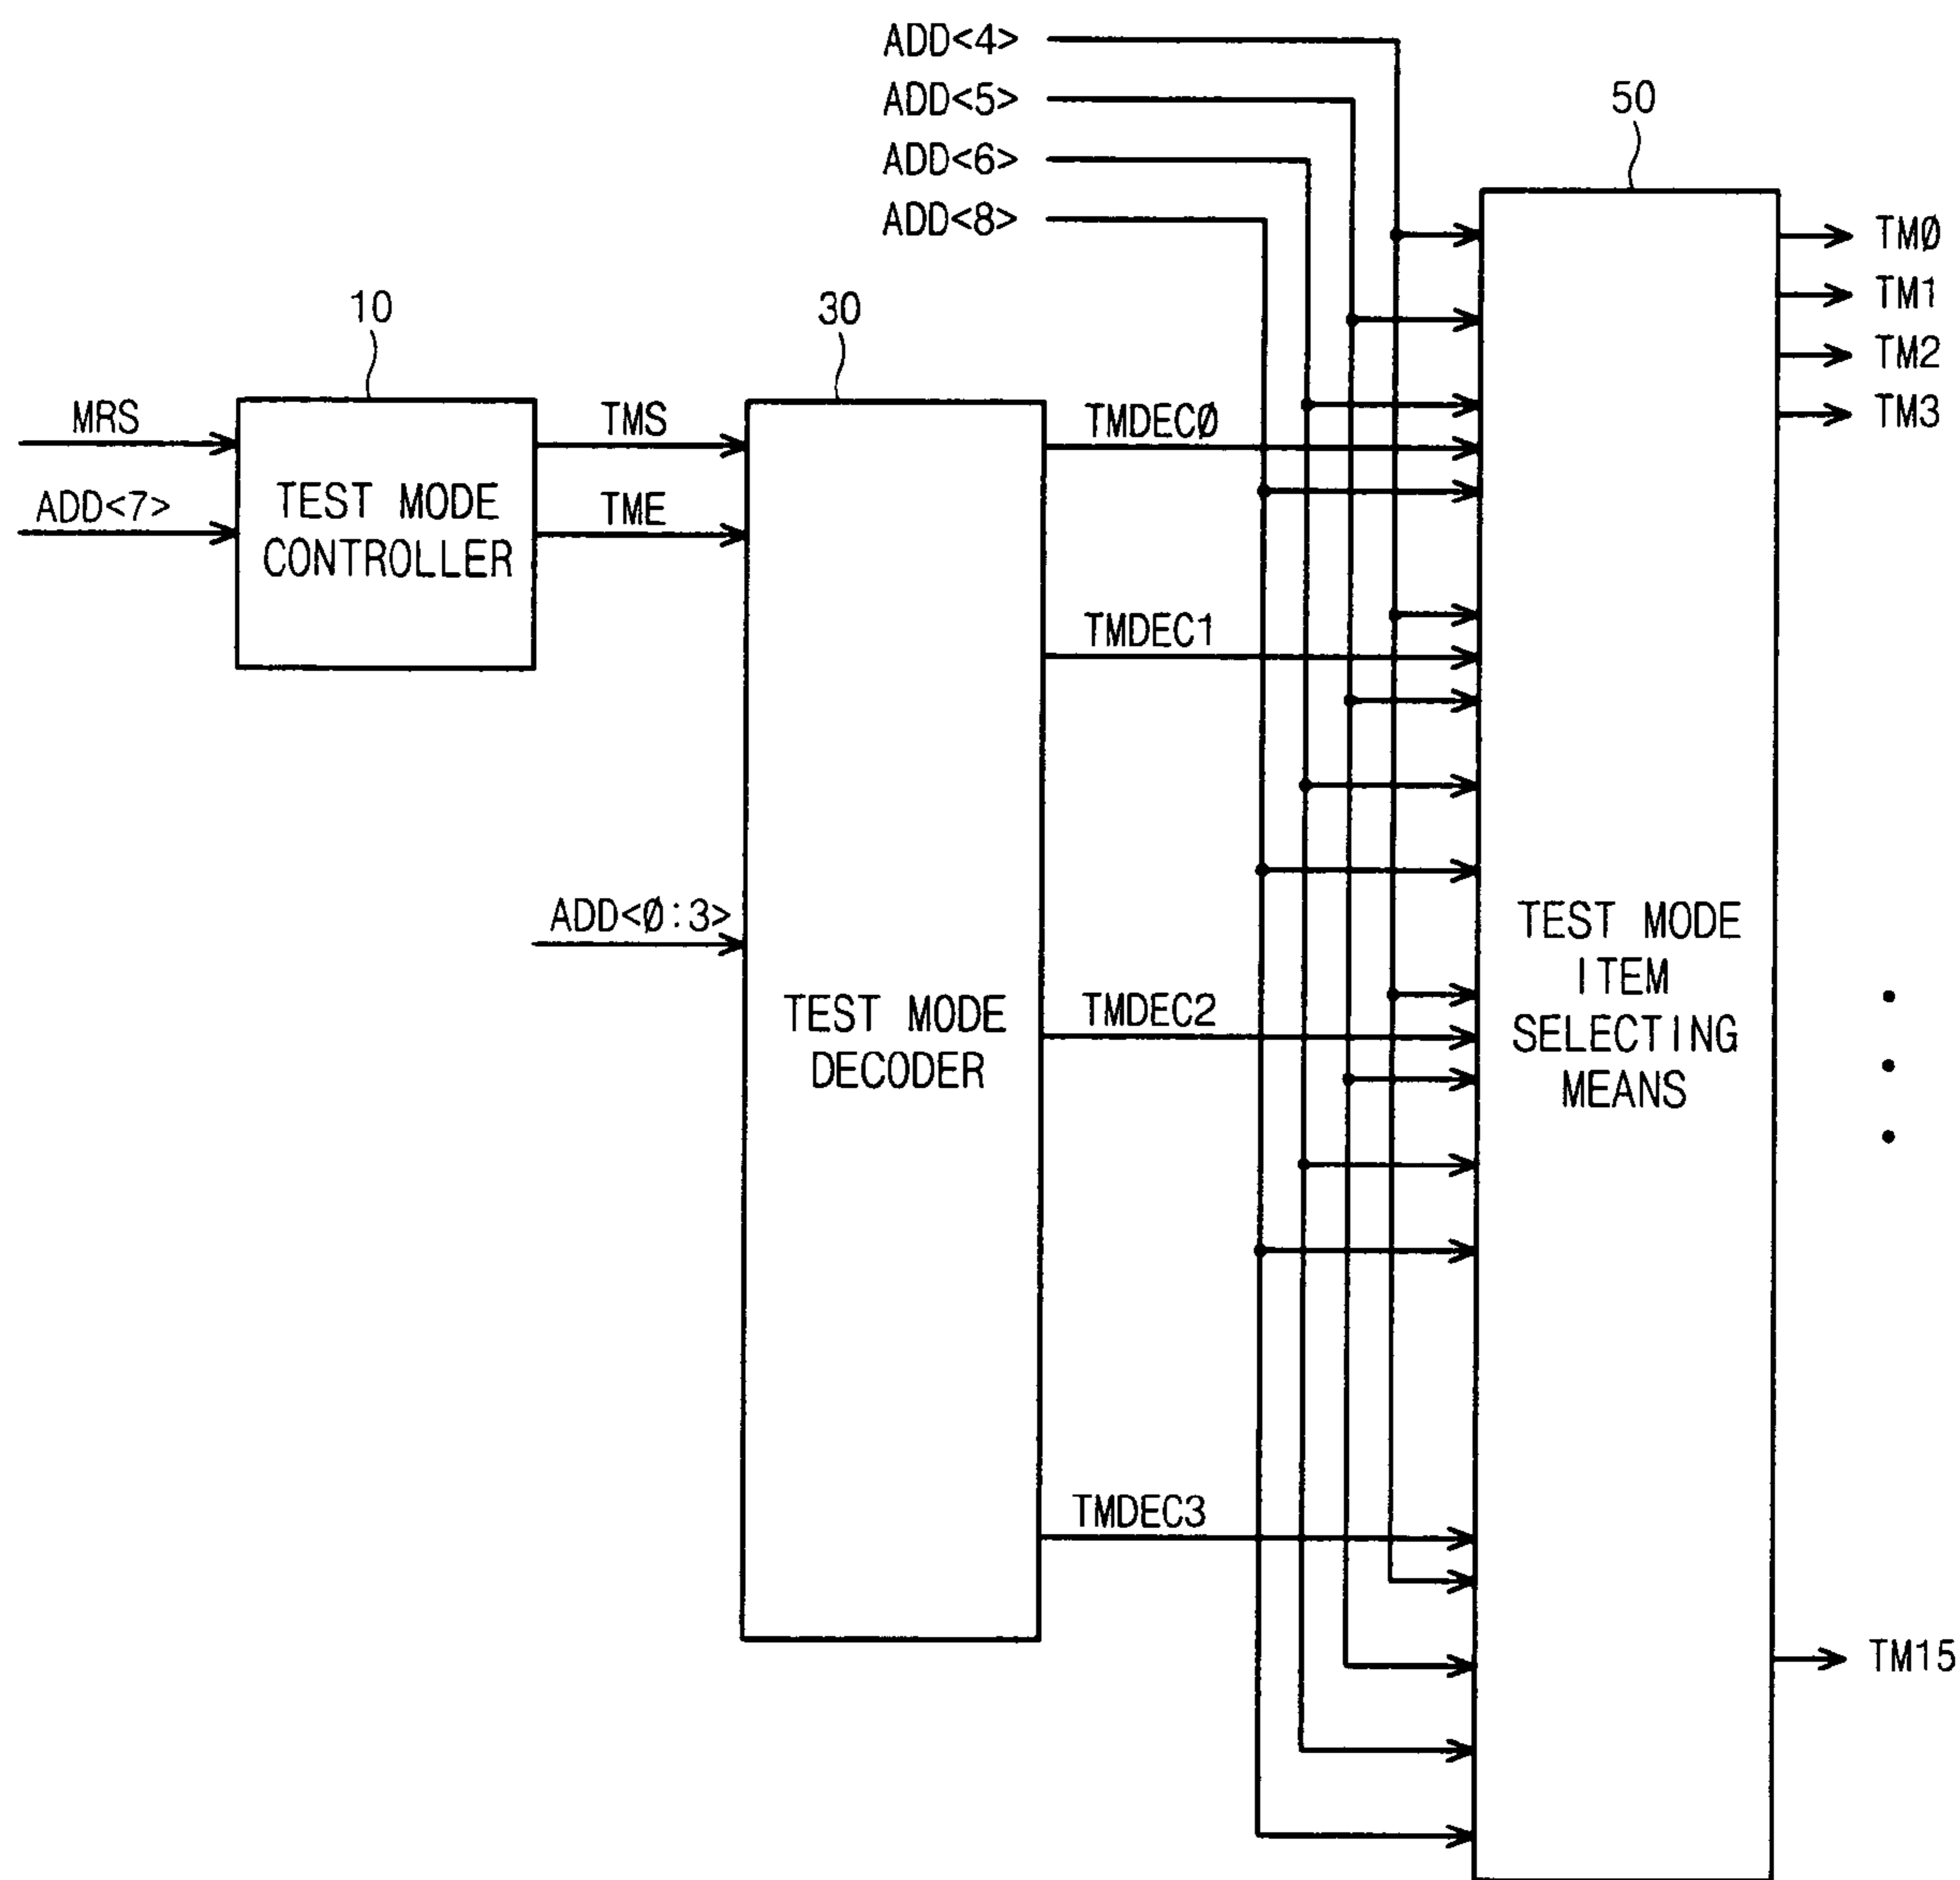 ADD<4>
ADD<5>
ADD<6>
ADD<8>
50
TMØ
TM1
TM2
TM3
10
30
MRS
ADD<7>
TEST MODE
CONTROLLER
TMS
TME
TMDECØ
TMDEC1
ADD<Ø:3>
TEST MODE
DECODER
TMDEC2
TEST MODE
ITEM
SELECTING
MEANS
TMDEC3
TM15